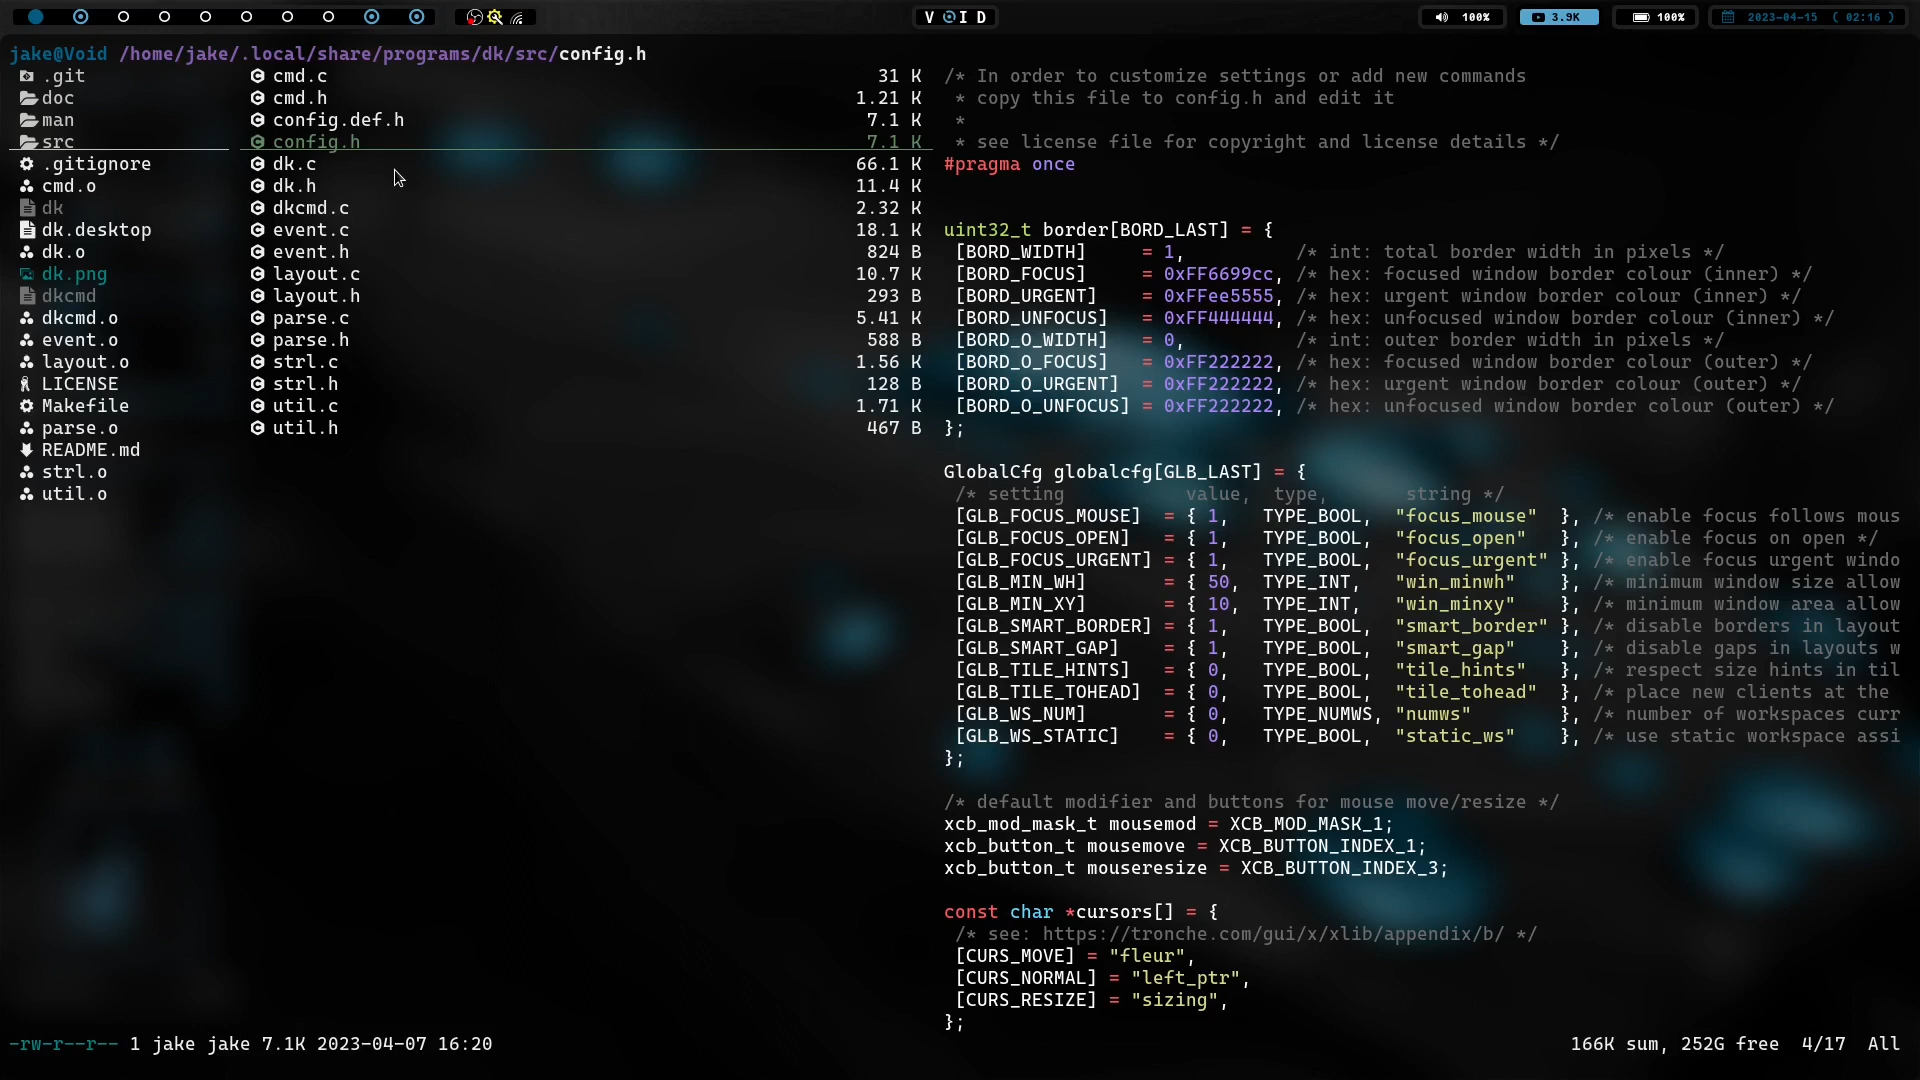 V O I D
100%
3.9K
100%
2023-04-15 ( 02:16 )
jake@Void /home/jake/.local/share/programs/dk/src/config.h
.git
doc
man
src
.gitignore
cmd.o
dk
dk.desktop
dk.o
dk.png
dkcmd
dkcmd.o
event.o
layout.o
LICENSE
Makefile
parse.o
README.md
strl.o
util.o
cmd.c 31 K
cmd.h 1.21 K
config.def.h 7.1 K
config.h 7.1 K
dk.c 66.1 K
dk.h 11.4 K
dkcmd.c 2.32 K
event.c 18.1 K
event.h 824 B
layout.c 10.7 K
layout.h 293 B
parse.c 5.41 K
parse.h 588 B
strl.c 1.56 K
strl.h 128 B
util.c 1.71 K
util.h 467 B
/* In order to customize settings or add new commands
 * copy this file to config.h and edit it
 *
 * see license file for copyright and license details */
#pragma once
uint32_t border[BORD_LAST] = {
 [BORD_WIDTH]     = 1,          /* int: total border width in pixels */
 [BORD_FOCUS]     = 0xFF6699cc, /* hex: focused window border colour (inner) */
 [BORD_URGENT]    = 0xFFee5555, /* hex: urgent window border colour (inner) */
 [BORD_UNFOCUS]   = 0xFF444444, /* hex: unfocused window border colour (inner) */
 [BORD_O_WIDTH]   = 0,          /* int: outer border width in pixels */
 [BORD_O_FOCUS]   = 0xFF222222, /* hex: focused window border colour (outer) */
 [BORD_O_URGENT]  = 0xFF222222, /* hex: urgent window border colour (outer) */
 [BORD_O_UNFOCUS] = 0xFF222222, /* hex: unfocused window border colour (outer) */
};
GlobalCfg globalcfg[GLB_LAST] = {
 /* setting           value,  type,       string */
 [GLB_FOCUS_MOUSE]  = { 1,   TYPE_BOOL,  "focus_mouse"  }, /* enable focus follows mous
 [GLB_FOCUS_OPEN]   = { 1,   TYPE_BOOL,  "focus_open"   }, /* enable focus on open */
 [GLB_FOCUS_URGENT] = { 1,   TYPE_BOOL,  "focus_urgent" }, /* enable focus urgent windo
 [GLB_MIN_WH]       = { 50,  TYPE_INT,   "win_minwh"    }, /* minimum window size allow
 [GLB_MIN_XY]       = { 10,  TYPE_INT,   "win_minxy"    }, /* minimum window area allow
 [GLB_SMART_BORDER] = { 1,   TYPE_BOOL,  "smart_border" }, /* disable borders in layout
 [GLB_SMART_GAP]    = { 1,   TYPE_BOOL,  "smart_gap"    }, /* disable gaps in layouts w
 [GLB_TILE_HINTS]   = { 0,   TYPE_BOOL,  "tile_hints"   }, /* respect size hints in til
 [GLB_TILE_TOHEAD]  = { 0,   TYPE_BOOL,  "tile_tohead"  }, /* place new clients at the
 [GLB_WS_NUM]       = { 0,   TYPE_NUMWS, "numws"        }, /* number of workspaces curr
 [GLB_WS_STATIC]    = { 0,   TYPE_BOOL,  "static_ws"    }, /* use static workspace assi
};
/* default modifier and buttons for mouse move/resize */
xcb_mod_mask_t mousemod = XCB_MOD_MASK_1;
xcb_button_t mousemove = XCB_BUTTON_INDEX_1;
xcb_button_t mouseresize = XCB_BUTTON_INDEX_3;
const char *cursors[] = {
 /* see: https://tronche.com/gui/x/xlib/appendix/b/ */
 [CURS_MOVE] = "fleur",
 [CURS_NORMAL] = "left_ptr",
 [CURS_RESIZE] = "sizing",
};
-rw-r--r-- 1 jake jake 7.1K 2023-04-07 16:20
166K sum, 252G free  4/17  All